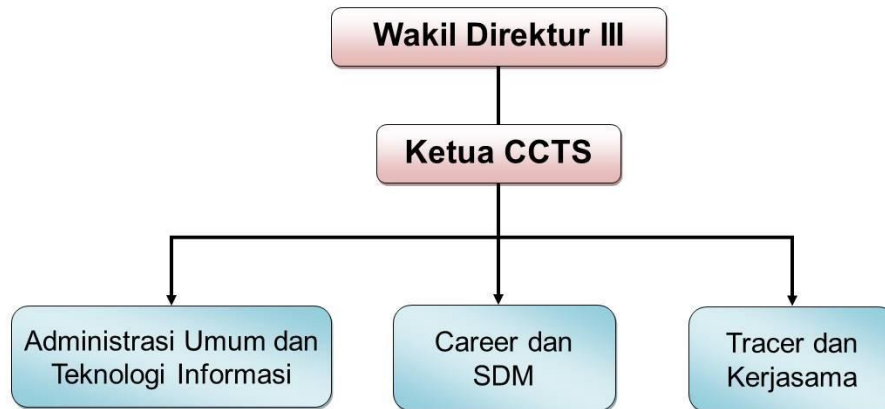 Wakil Direktur III
Ketua CCTS
Administrasi Umum dan
Teknologi Informasi
Career dan
SDM
Tracer dan
Kerjasama